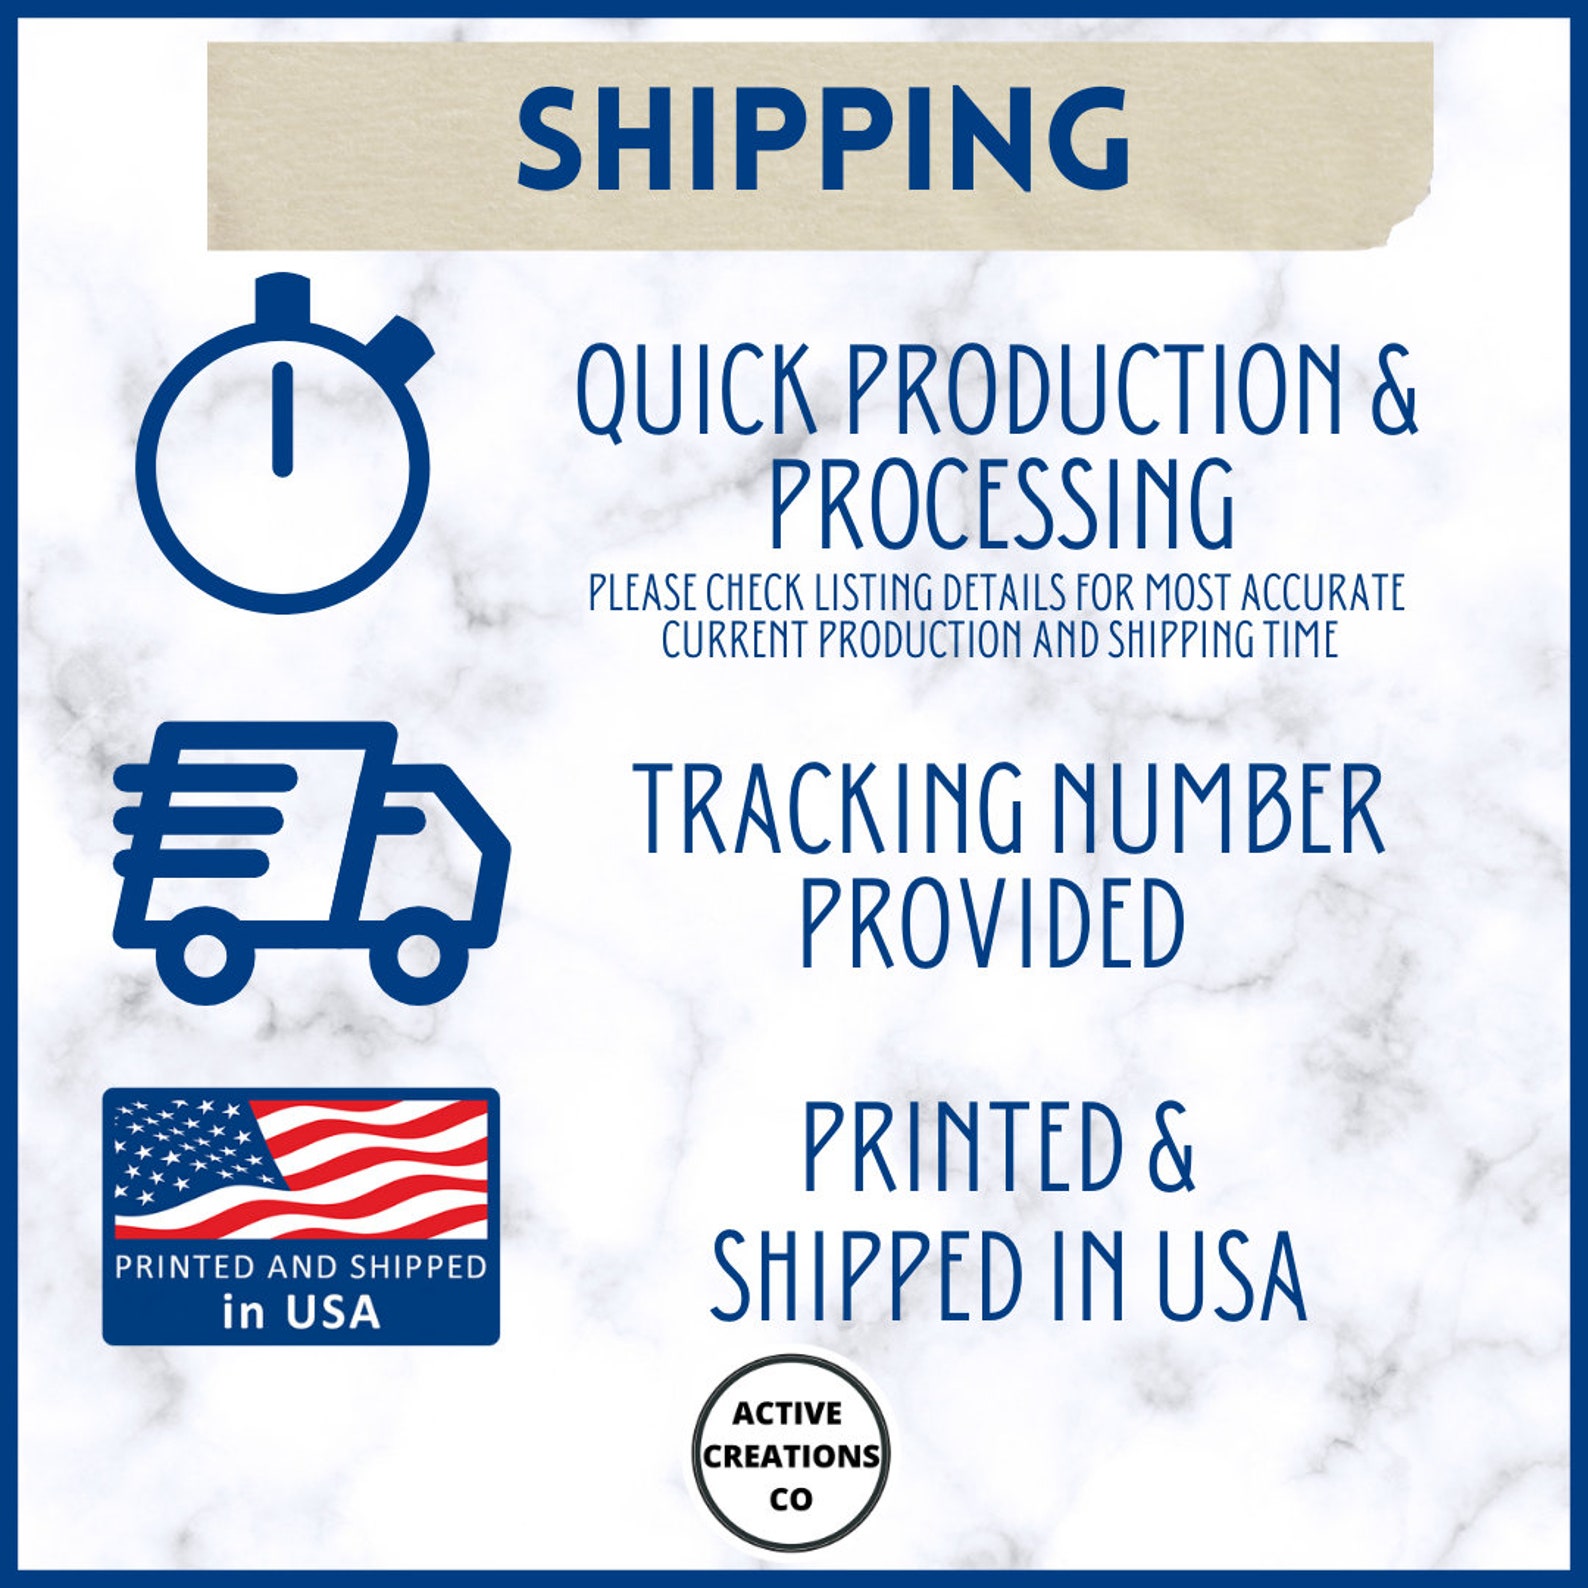 SHIPPING
QUICK PRODUCTION &
PROCESSING
PLEASE CHECK LISTING DETAILS FOR MOST ACCURATE
CURRENT PRODUCTION AND SHIPPING TIME
TRACKING NUMBER
PROVIDED
PRINTED AND SHIPPED
in USA
PRINTED &
SHIPPED IN USA
ACTIVE
CREATIONS
CO